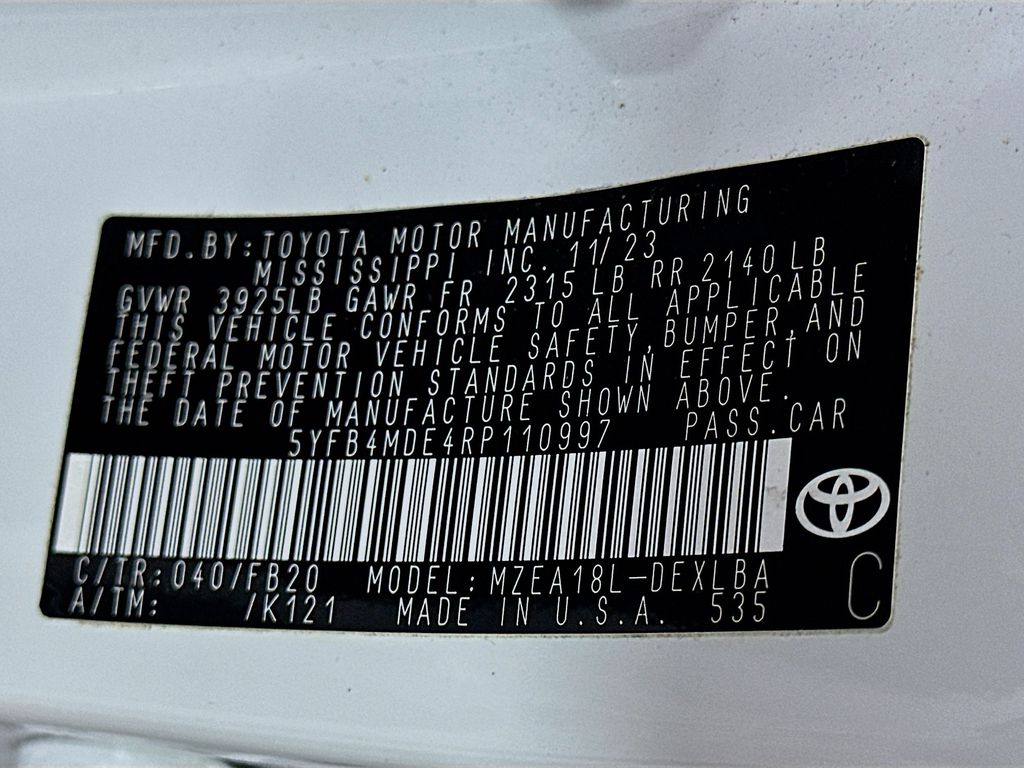 MFD.BY:TOYOTA MOTOR MANUFACTURING
MISSISSIPPI INC. 11/23
GVWR 3925LB GAWR FR 2315 LB RR 2140 LB
THIS VEHICLE CONFORMS TO ALL APPLICABLE
FEDERAL MOTOR VEHICLE SAFETY,BUMPER,AND
THEFT PREVENTION STANDARDS IN EFFECT ON
THE DATE OF MANUFACTURE SHOWN ABOVE.
5YFB4MDE4RP110997 PASS.CAR
C/TR:040/FB20 MODEL:MZEA18L-DEXLBA
A/TM: /K121 MADE IN U.S.A. 535
C